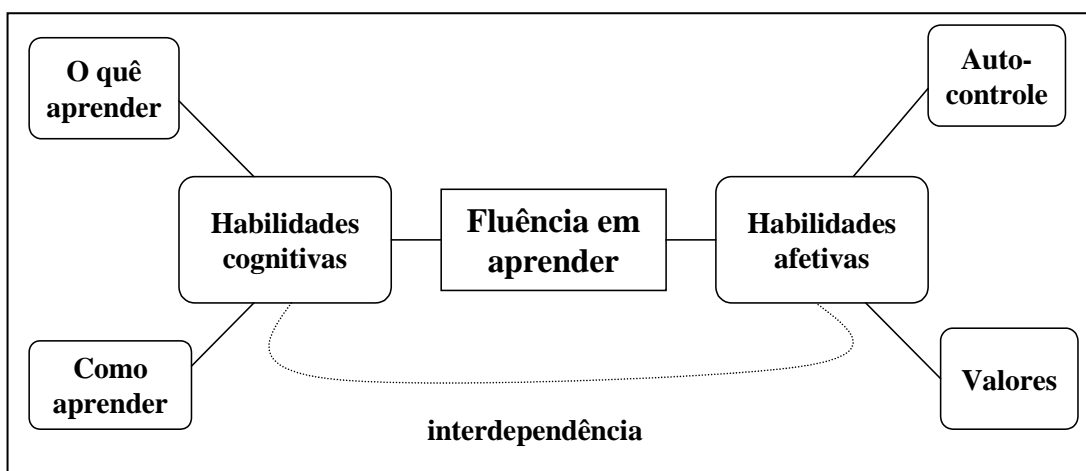 O quê
aprender
Auto-
controle
Habilidades
cognitivas
Fluência em
aprender
Habilidades
afetivas
Como
aprender
Valores
interdependência